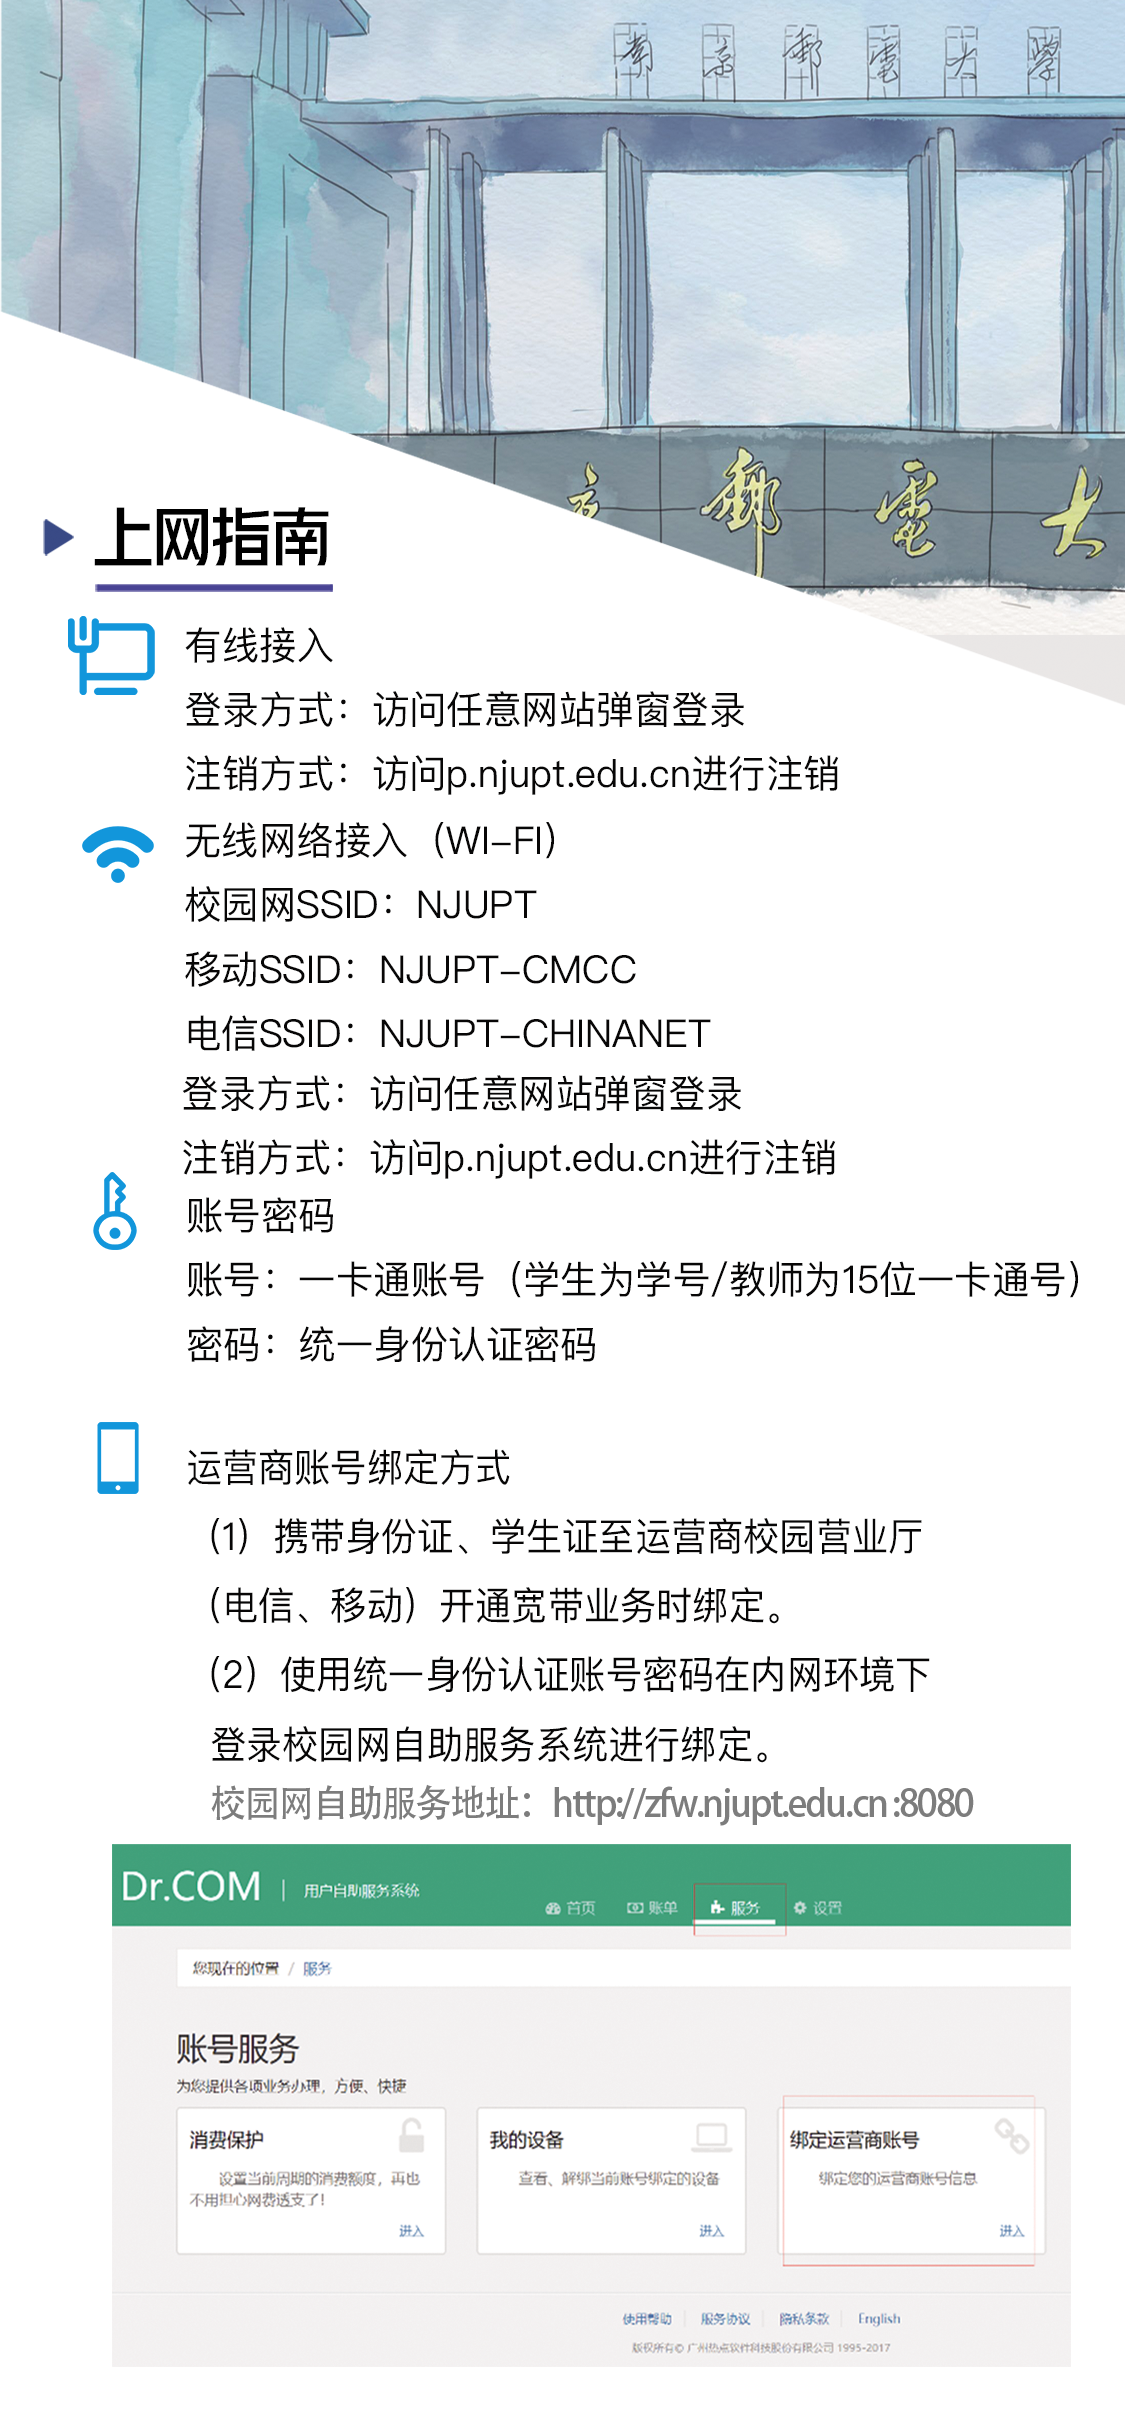 南京邮電大學
京郵電大
上网指南
有线接入
登录方式：访问任意网站弹窗登录
注销方式：访问p.njupt.edu.cn进行注销
无线网络接入（WI-FI）
校园网SSID：NJUPT
移动SSID：NJUPT-CMCC
电信SSID：NJUPT-CHINANET
登录方式：访问任意网站弹窗登录
注销方式：访问p.njupt.edu.cn进行注销
账号密码
账号：一卡通账号（学生为学号/教师为15位一卡通号）
密码：统一身份认证密码
运营商账号绑定方式
（1）携带身份证、学生证至运营商校园营业厅
（电信、移动）开通宽带业务时绑定。
（2）使用统一身份认证账号密码在内网环境下
登录校园网自助服务系统进行绑定。
校园网自助服务地址：http://zfw.njupt.edu.cn:8080
Dr.COM | 用户自助服务系统
首页 账单 服务 设置
您现在的位置 / 服务
账号服务
为您提供各项业务办理，方便、快捷
消费保护
设置当前周期的消费额度，再也
不用担心网费透支了！
进入
我的设备
查看、解绑当前账号绑定的设备
进入
绑定运营商账号
绑定您的运营商账号信息
进入
使用帮助 服务协议 隐私条款 English
版权所有© 广州热点软件科技股份有限公司 1995-2017